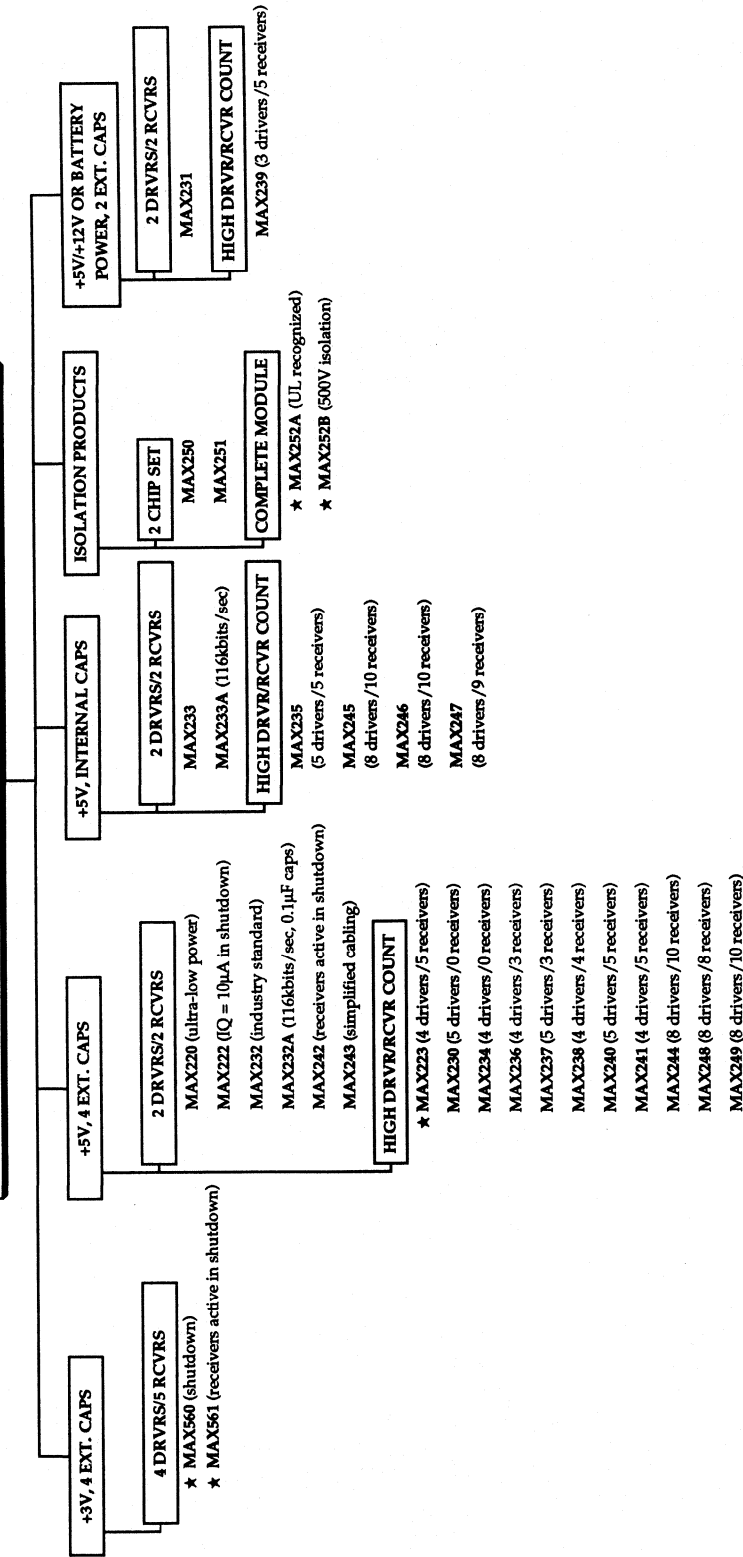 +3V, 4 EXT. CAPS
4 DRVRS/5 RCVRS
★ MAX560 (shutdown)
★ MAX561 (receivers active in shutdown)
+5V, 4 EXT. CAPS
2 DRVRS/2 RCVRS
MAX220 (ultra-low power)
MAX222 (IQ = 10µA in shutdown)
MAX232 (industry standard)
MAX232A (116kbits/sec, 0.1µF caps)
MAX242 (receivers active in shutdown)
MAX243 (simplified cabling)
HIGH DRVR/RCVR COUNT
★ MAX223 (4 drivers/5 receivers)
MAX230 (5 drivers/0 receivers)
MAX234 (4 drivers/0 receivers)
MAX236 (4 drivers/3 receivers)
MAX237 (5 drivers/3 receivers)
MAX238 (4 drivers/4 receivers)
MAX240 (5 drivers/5 receivers)
MAX241 (4 drivers/5 receivers)
MAX244 (8 drivers/10 receivers)
MAX248 (8 drivers/8 receivers)
MAX249 (8 drivers/10 receivers)
+5V, INTERNAL CAPS
2 DRVRS/2 RCVRS
MAX233
MAX233A (116kbits/sec)
HIGH DRVR/RCVR COUNT
MAX235
(5 drivers/5 receivers)
MAX245
(8 drivers/10 receivers)
MAX246
(8 drivers/10 receivers)
MAX247
(8 drivers/9 receivers)
ISOLATION PRODUCTS
2 CHIP SET
MAX250
MAX251
COMPLETE MODULE
★ MAX252A (UL recognized)
★ MAX252B (500V isolation)
+5V/+12V OR BATTERY
POWER, 2 EXT. CAPS
2 DRVRS/2 RCVRS
MAX231
HIGH DRVR/RCVR COUNT
MAX239 (3 drivers/5 receivers)